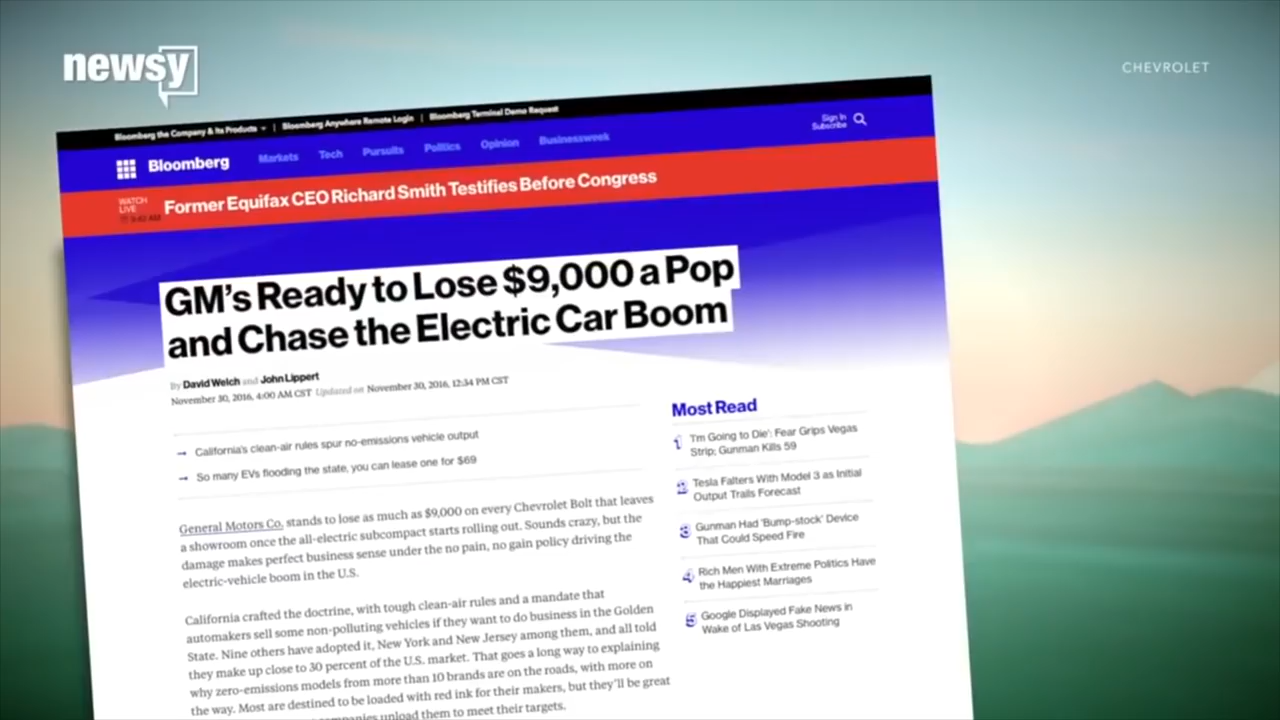 newsy
CHEVROLET
Bloomberg the Company & Its Products | Bloomberg Anywhere Remote Login | Bloomberg Terminal Demo Request
Bloomberg Markets Tech Pursuits Politics Opinion Businessweek
Sign In
Subscribe
WATCH
LIVE
Former Equifax CEO Richard Smith Testifies Before Congress
GM's Ready to Lose $9,000 a Pop
and Chase the Electric Car Boom
By David Welch and John Lippert
November 30, 2016, 4:00 AM CST Updated on November 30, 2016, 12:34 PM CST
→ California's clean-air rules spur no-emissions vehicle output
→ So many EVs flooding the state, you can lease one for $69
General Motors Co. stands to lose as much as $9,000 on every Chevrolet Bolt that leaves
a showroom once the all-electric subcompact starts rolling out. Sounds crazy, but the
damage makes perfect business sense under the no pain, no gain policy driving the
electric-vehicle boom in the U.S.
California crafted the doctrine, with tough clean-air rules and a mandate that
automakers sell some non-polluting vehicles if they want to do business in the Golden
State. Nine others have adopted it, New York and New Jersey among them, and all told
they make up close to 30 percent of the U.S. market. That goes a long way to explaining
why zero-emissions models from more than 10 brands are on the roads, with more on
the way. Most are destined to be loaded with red ink for their makers, but they'll be great
unload them to meet their targets.
Most Read
1 'I'm Going to Die': Fear Grips Vegas
Strip; Gunman Kills 59
2 Tesla Falters With Model 3 as Initial
Output Trails Forecast
3 Gunman Had 'Bump-stock' Device
That Could Speed Fire
4 Rich Men With Extreme Politics Have
the Happiest Marriages
5 Google Displayed Fake News in
Wake of Las Vegas Shooting